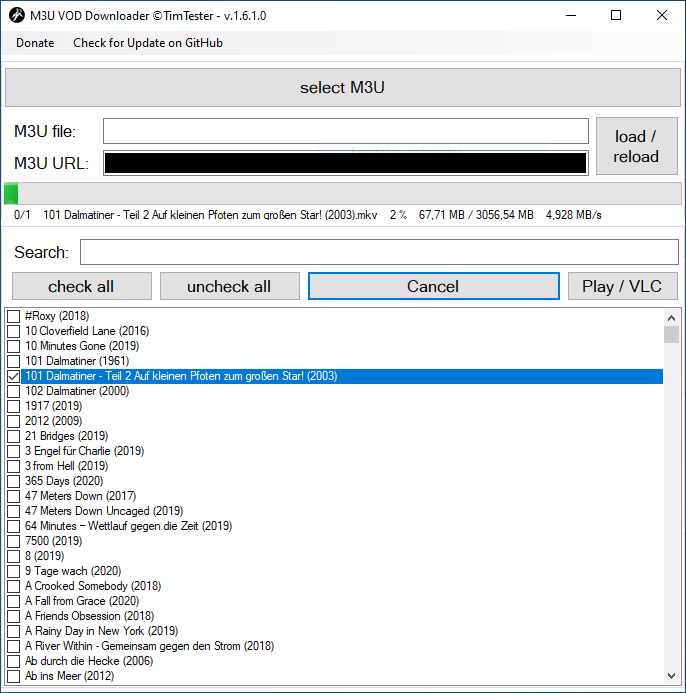 M3U VOD Downloader ©TimTester - v.1.6.1.0
Donate Check for Update on GitHub
select M3U
M3U file:
load / reload
M3U URL:
0/1 101 Dalmatiner - Teil 2 Auf kleinen Pfoten zum großen Star! (2003).mkv 2 % 67,71 MB / 3056,54 MB 4,928 MB/s
Search:
check all uncheck all Cancel Play / VLC
#Roxy (2018)
10 Cloverfield Lane (2016)
10 Minutes Gone (2019)
101 Dalmatiner (1961)
101 Dalmatiner - Teil 2 Auf kleinen Pfoten zum großen Star! (2003)
102 Dalmatiner (2000)
1917 (2019)
2012 (2009)
21 Bridges (2019)
3 Engel für Charlie (2019)
3 from Hell (2019)
365 Days (2020)
47 Meters Down (2017)
47 Meters Down Uncaged (2019)
64 Minutes – Wettlauf gegen die Zeit (2019)
7500 (2019)
8 (2019)
9 Tage wach (2020)
A Crooked Somebody (2018)
A Fall from Grace (2020)
A Friends Obsession (2018)
A Rainy Day in New York (2019)
A River Within - Gemeinsam gegen den Strom (2018)
Ab durch die Hecke (2006)
Ab ins Meer (2012)